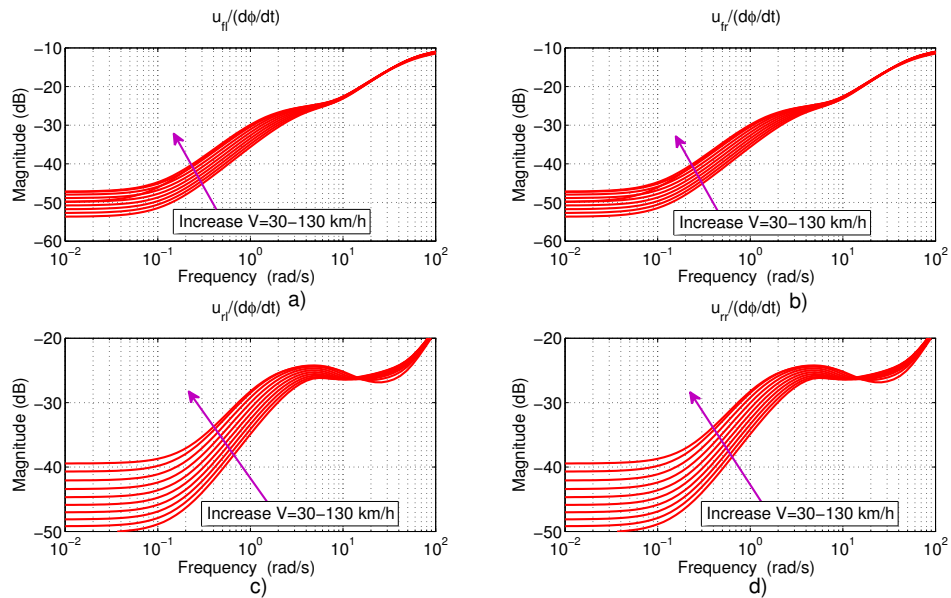 u_fl/(dϕ/dt)
Magnitude (dB)
−10
−20
−30
−40
−50
−60
Increase V=30−130 km/h
10^−2 10^−1 10^0 10^1 10^2
Frequency (rad/s)
a)
u_fr/(dϕ/dt)
Magnitude (dB)
−10
−20
−30
−40
−50
−60
Increase V=30−130 km/h
10^−2 10^−1 10^0 10^1 10^2
Frequency (rad/s)
b)
u_rl/(dϕ/dt)
Magnitude (dB)
−20
−30
−40
−50
Increase V=30−130 km/h
10^−2 10^−1 10^0 10^1 10^2
Frequency (rad/s)
c)
u_rr/(dϕ/dt)
Magnitude (dB)
−20
−30
−40
−50
Increase V=30−130 km/h
10^−2 10^−1 10^0 10^1 10^2
Frequency (rad/s)
d)